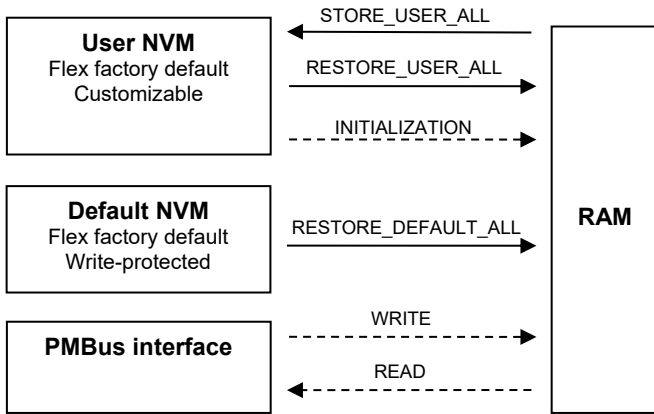 STORE_USER_ALL
User NVM
Flex factory default
Customizable
RESTORE_USER_ALL
INITIALIZATION
Default NVM
Flex factory default
Write-protected
RESTORE_DEFAULT_ALL
RAM
WRITE
PMBus interface
READ